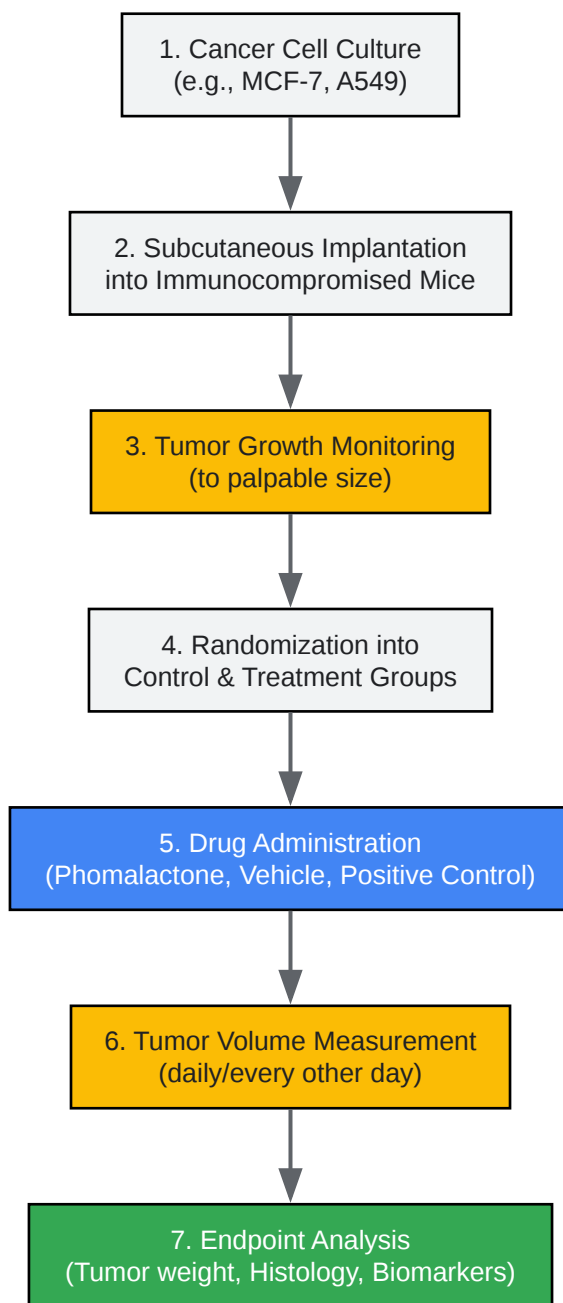 1. Cancer Cell Culture
(e.g., MCF-7, A549)
2. Subcutaneous Implantation
into Immunocompromised Mice
3. Tumor Growth Monitoring
(to palpable size)
4. Randomization into
Control & Treatment Groups
5. Drug Administration
(Phomalactone, Vehicle, Positive Control)
6. Tumor Volume Measurement
(daily/every other day)
7. Endpoint Analysis
(Tumor weight, Histology, Biomarkers)